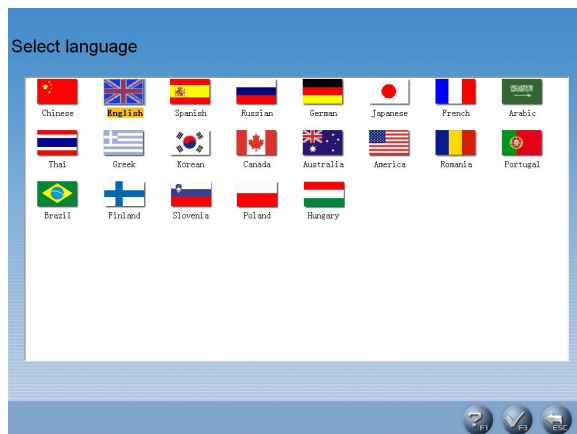 Select language
Chinese English Spanish Russian German Japanese French Arabic
Thai Greek Korean Canada Australia America Romania Portugal
Brazil Finland Slovenia Poland Hungary
? F1 F3 ESC